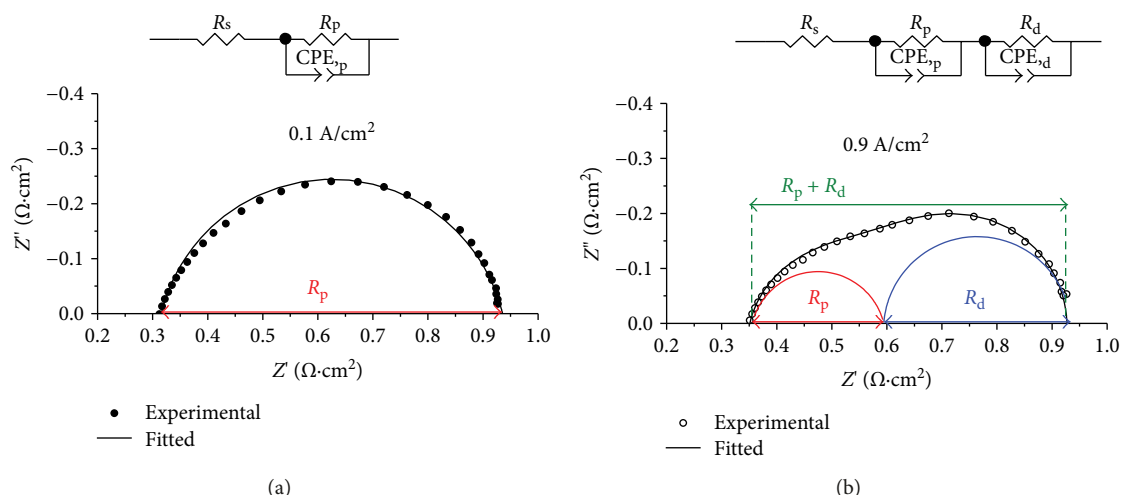 Rs
Rp
CPE,p
−0.4
−0.3
−0.2
−0.1
0.0
Z″ (Ω·cm²)
0.1 A/cm²
Rp
0.2
0.3
0.4
0.5
0.6
0.7
0.8
0.9
1.0
Z′ (Ω·cm²)
Experimental
Fitted
(a)
Rs
Rp
Rd
CPE,p
CPE,d
−0.4
−0.3
−0.2
−0.1
0.0
Z″ (Ω·cm²)
0.9 A/cm²
Rp + Rd
Rp
Rd
0.2
0.3
0.4
0.5
0.6
0.7
0.8
0.9
1.0
Z′ (Ω·cm²)
Experimental
Fitted
(b)